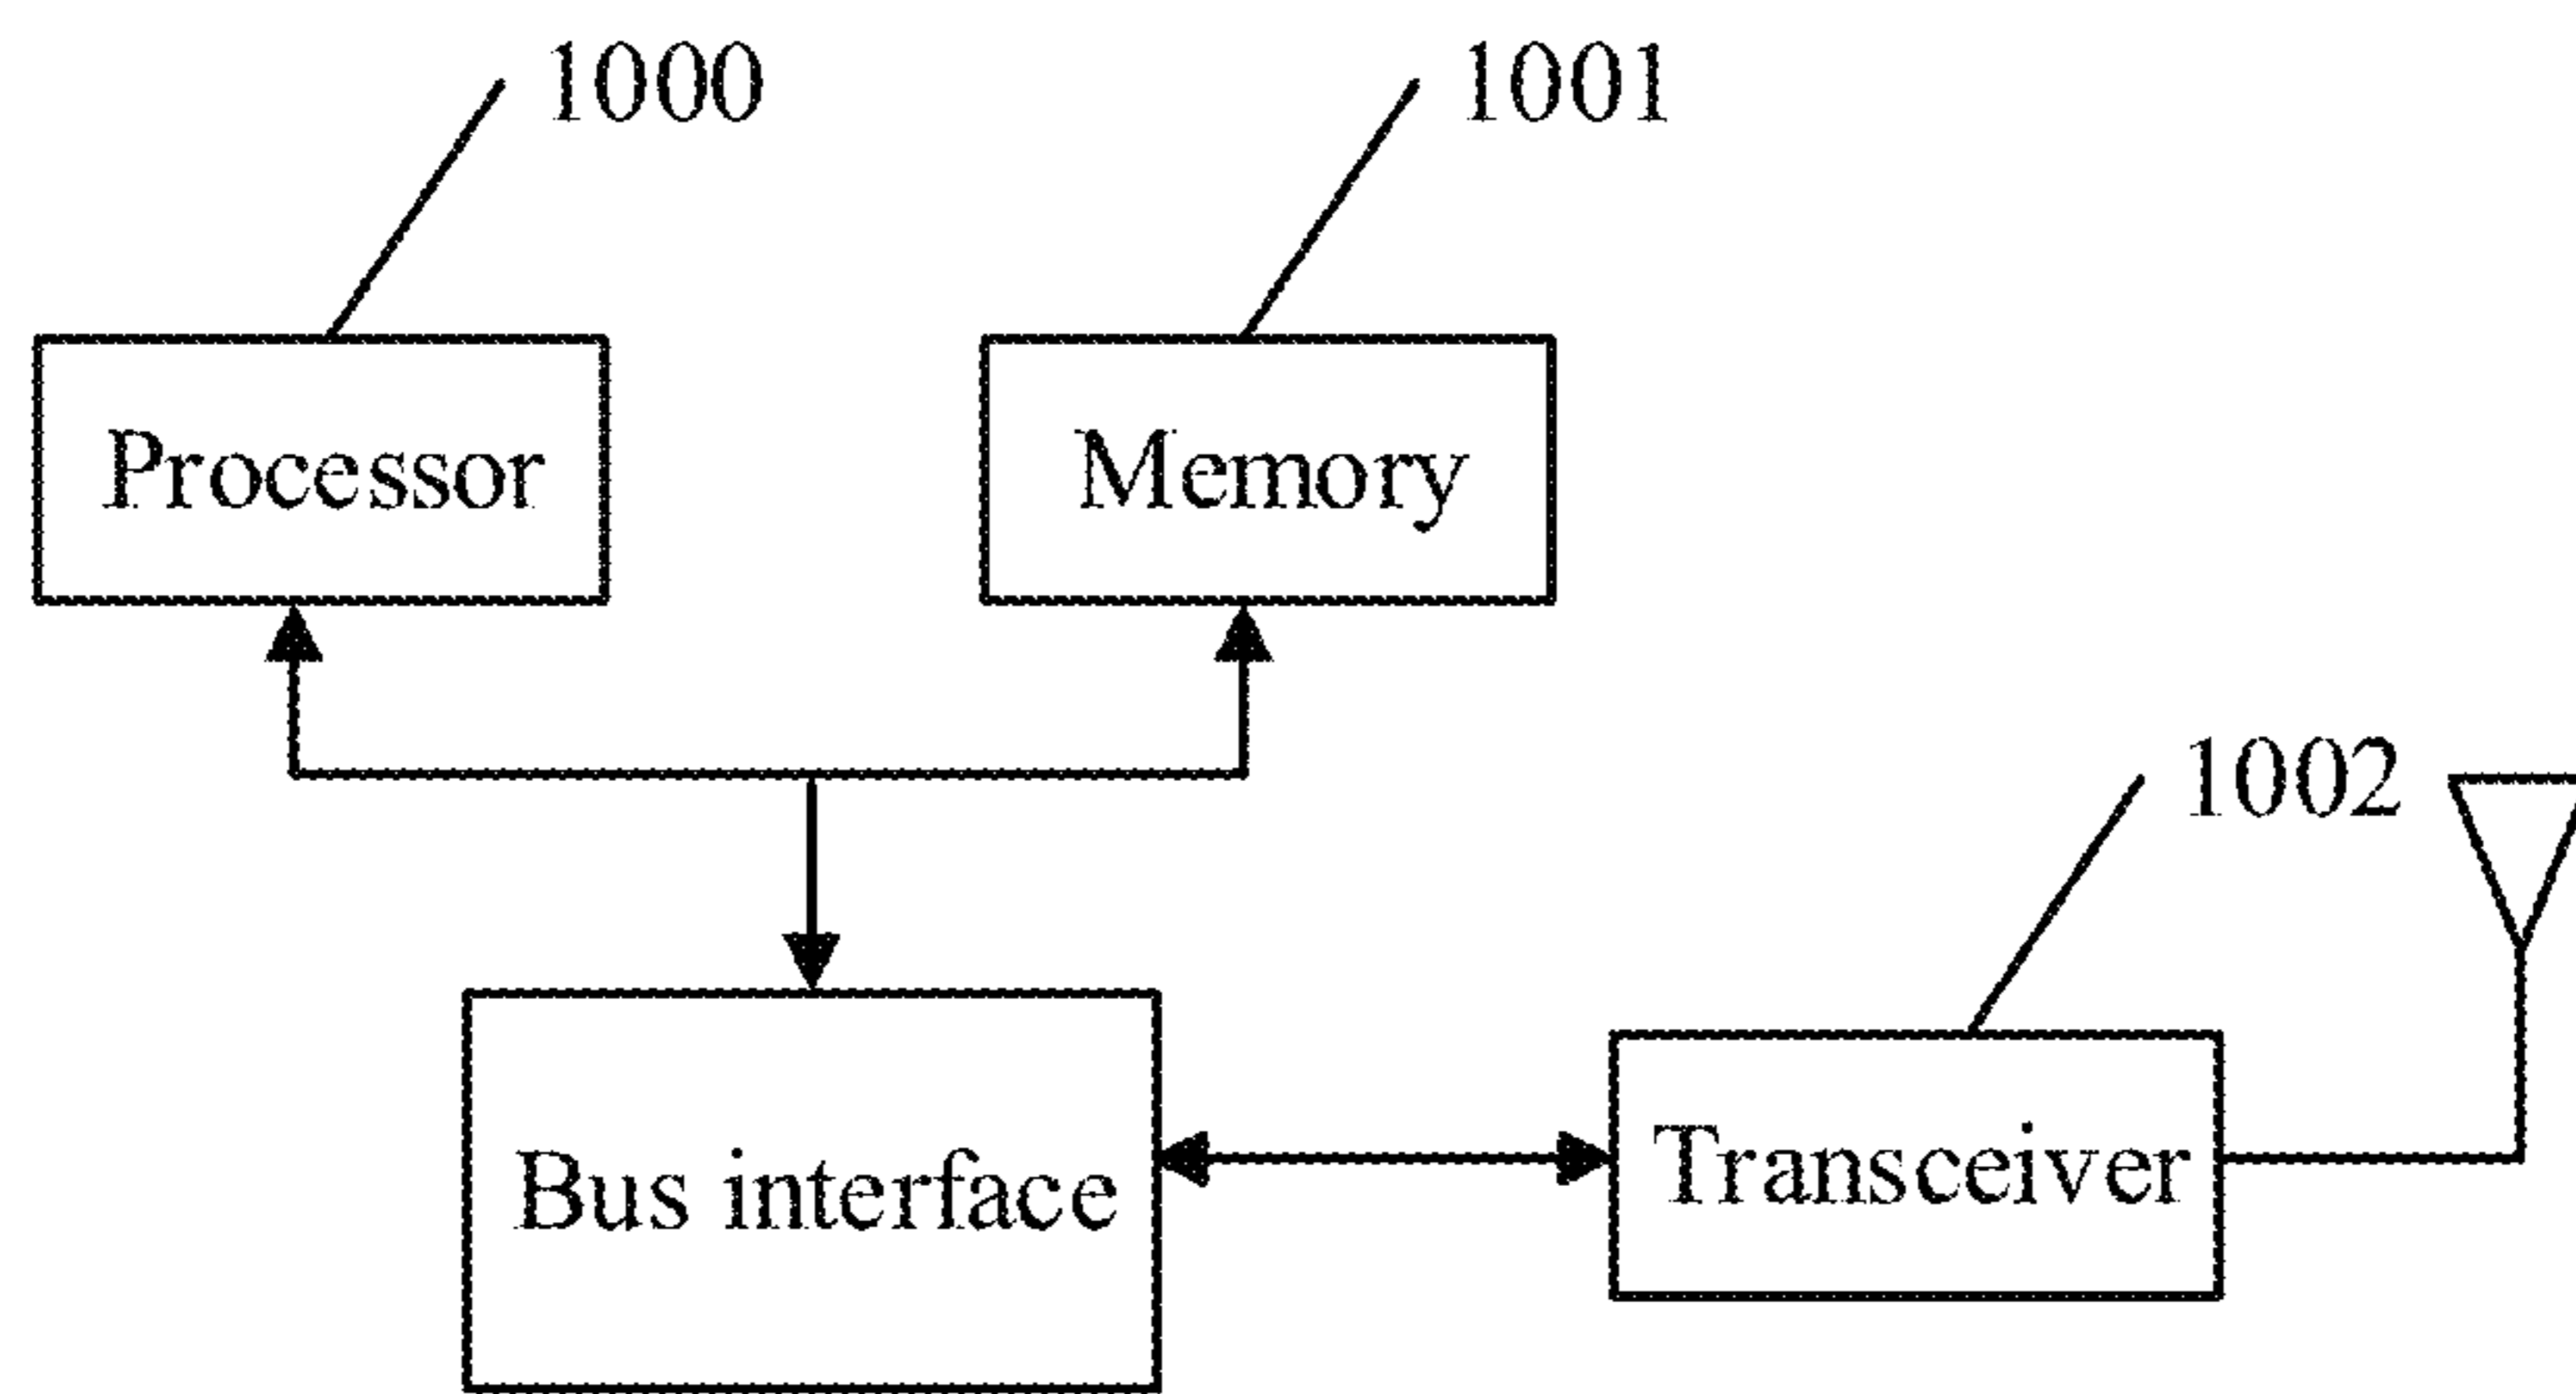 1000
1001
Processor
Memory
1002
Bus interface
Transceiver